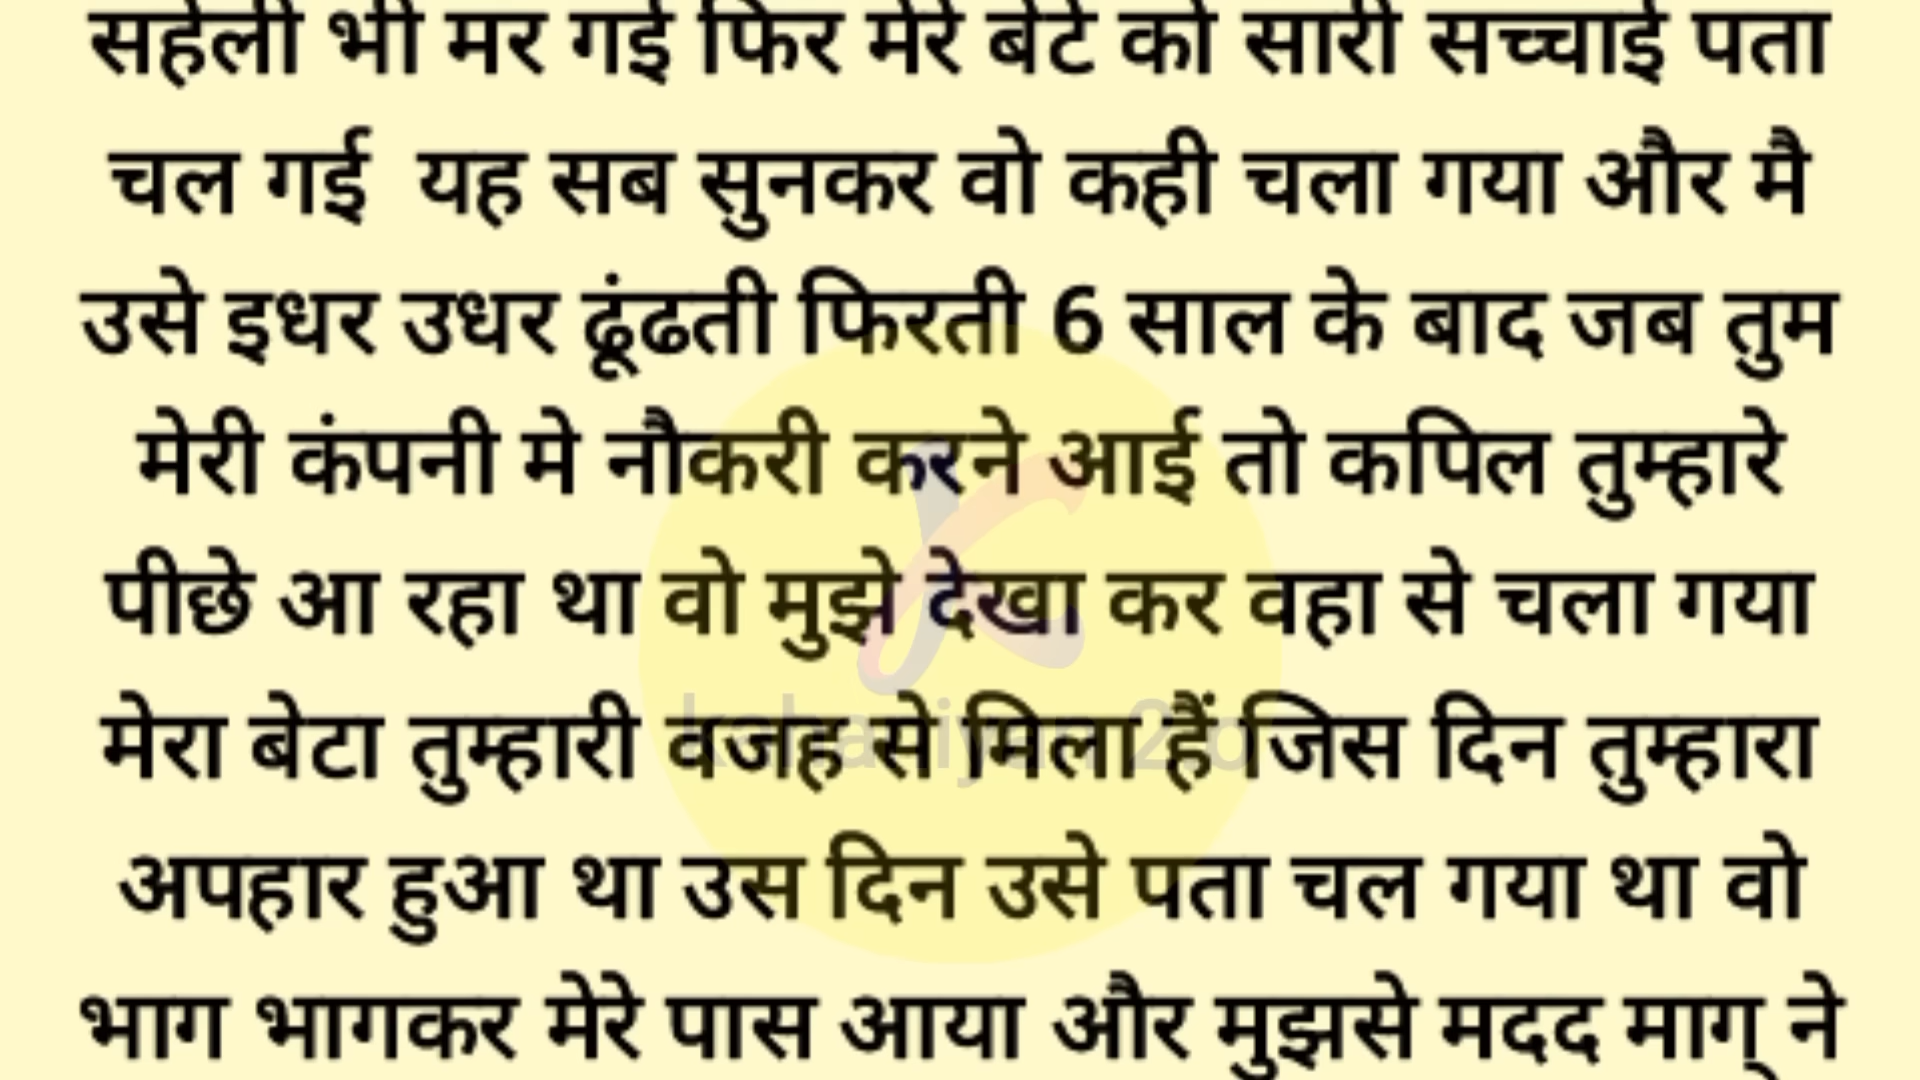 सहेली भी मर गई फिर मेरे बेटे को सारी सच्चाई पता
चल गई यह सब सुनकर वो कही चला गया और मै
उसे इधर उधर ढूंढती फिरती 6 साल के बाद जब तुम
मेरी कंपनी मे नौकरी करने आई तो कपिल तुम्हारे
पीछे आ रहा था वो मुझे देखा कर वहा से चला गया
मेरा बेटा तुम्हारी वजह से मिला हैं जिस दिन तुम्हारा
अपहार हुआ था उस दिन उसे पता चल गया था वो
भाग भागकर मेरे पास आया और मुझसे मदद माग् ने